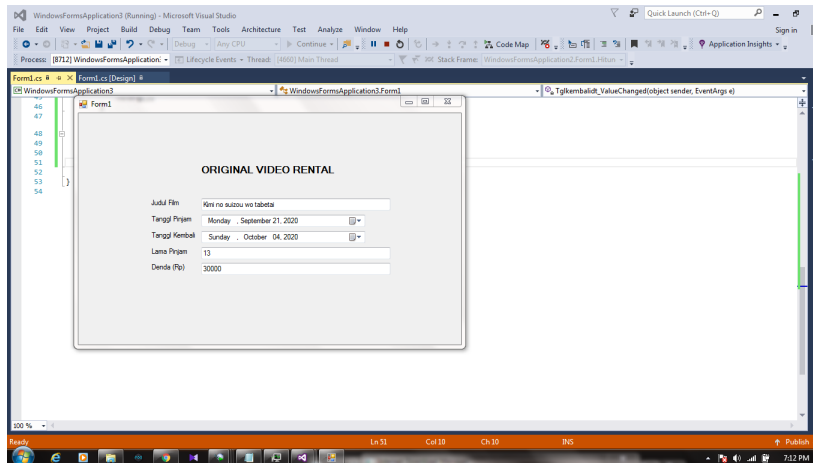 WindowsFormsApplication3 (Running) - Microsoft Visual Studio
Quick Launch (Ctrl+Q)
File Edit View Project Build Debug Team Tools Architecture Test Analyze Window Help
Sign in
Debug Any CPU Continue Code Map Application Insights
Process: [8712] WindowsFormsApplication: Lifecycle Events Thread: [4660] Main Thread Stack Frame: WindowsFormsApplication2.Form1.Hitun
Form1.cs Form1.cs [Design]
WindowsFormsApplication3 WindowsFormsApplication3.Form1 Tglkembalidt_ValueChanged(object sender, EventArgs e)
Form1
46
47
48
49
50
51
52
53 }
54
ORIGINAL VIDEO RENTAL
Judul Film Kimi no suizou wo tabetai
Tanggl Pinjam Monday , September 21, 2020
Tanggl Kembali Sunday , October 04, 2020
Lama Pinjam 13
Denda (Rp) 30000
100 %
Ready Ln 51 Col 10 Ch 10 INS Publish
7:12 PM